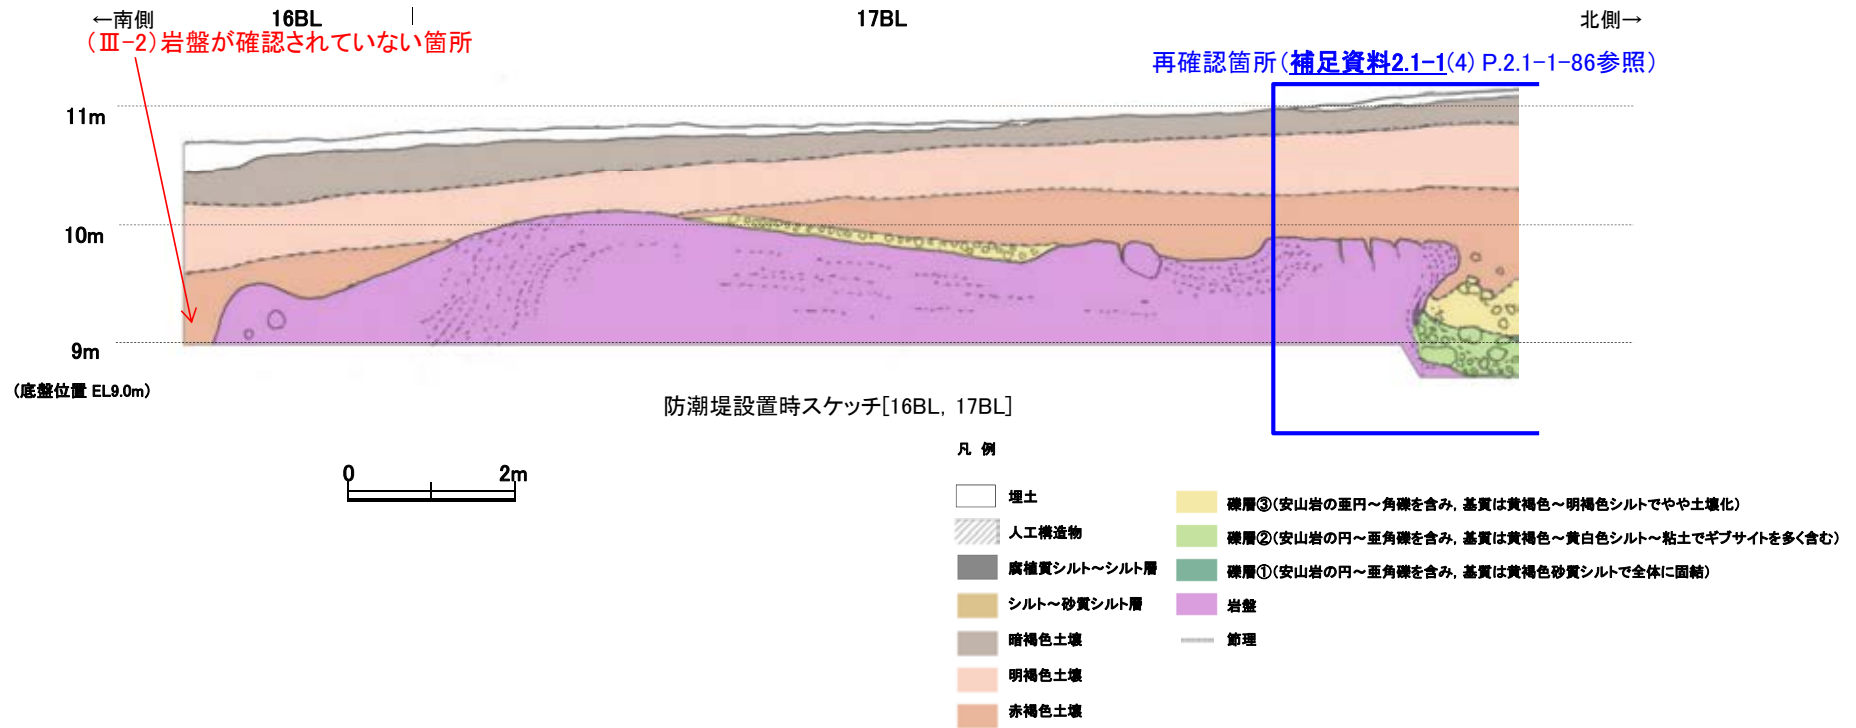 ←南側
16BL
17BL
北側→
(Ⅲ-2)岩盤が確認されていない箇所
再確認箇所(補足資料2.1-1(4) P.2.1-1-86参照)
11m
10m
9m
(底盤位置 EL9.0m)
防潮堤設置時スケッチ[16BL, 17BL]
0 2m
凡 例
埋土
人工構造物
腐植質シルト～シルト層
シルト～砂質シルト層
暗褐色土壌
明褐色土壌
赤褐色土壌
礫層③(安山岩の亜円～角礫を含み, 基質は黄褐色～明褐色シルトでやや土壌化)
礫層②(安山岩の円～亜角礫を含み, 基質は黄褐色～黄白色シルト～粘土でギブサイトを多く含む)
礫層①(安山岩の円～亜角礫を含み, 基質は黄褐色砂質シルトで全体に固結)
岩盤
節理